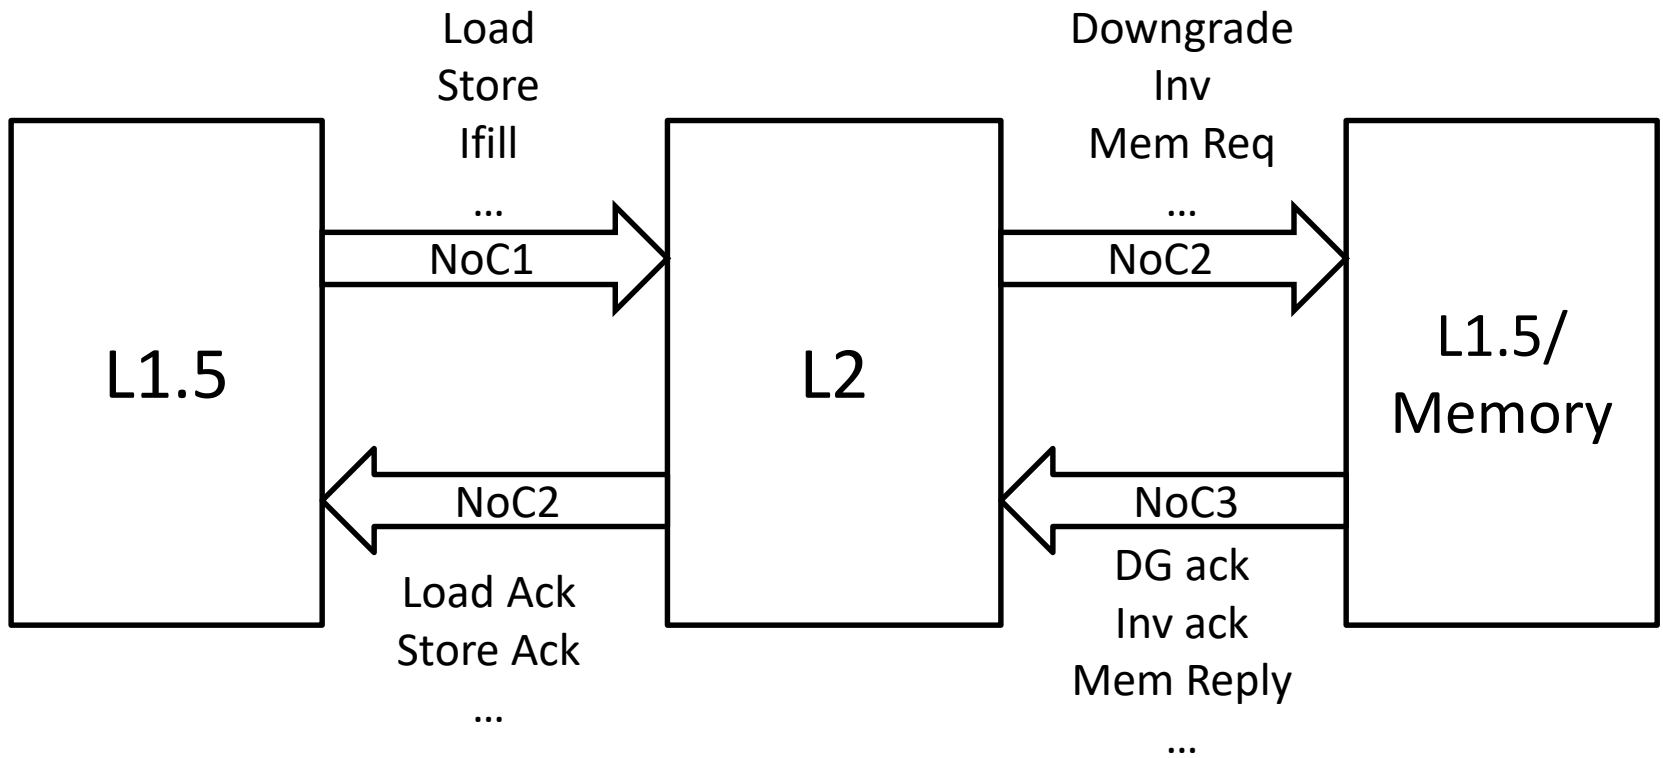 Load
Store
Ifill
...
NoC1
Downgrade
Inv
Mem Req
...
NoC2
L1.5
L2
L1.5/
Memory
NoC2
Load Ack
Store Ack
...
NoC3
DG ack
Inv ack
Mem Reply
...